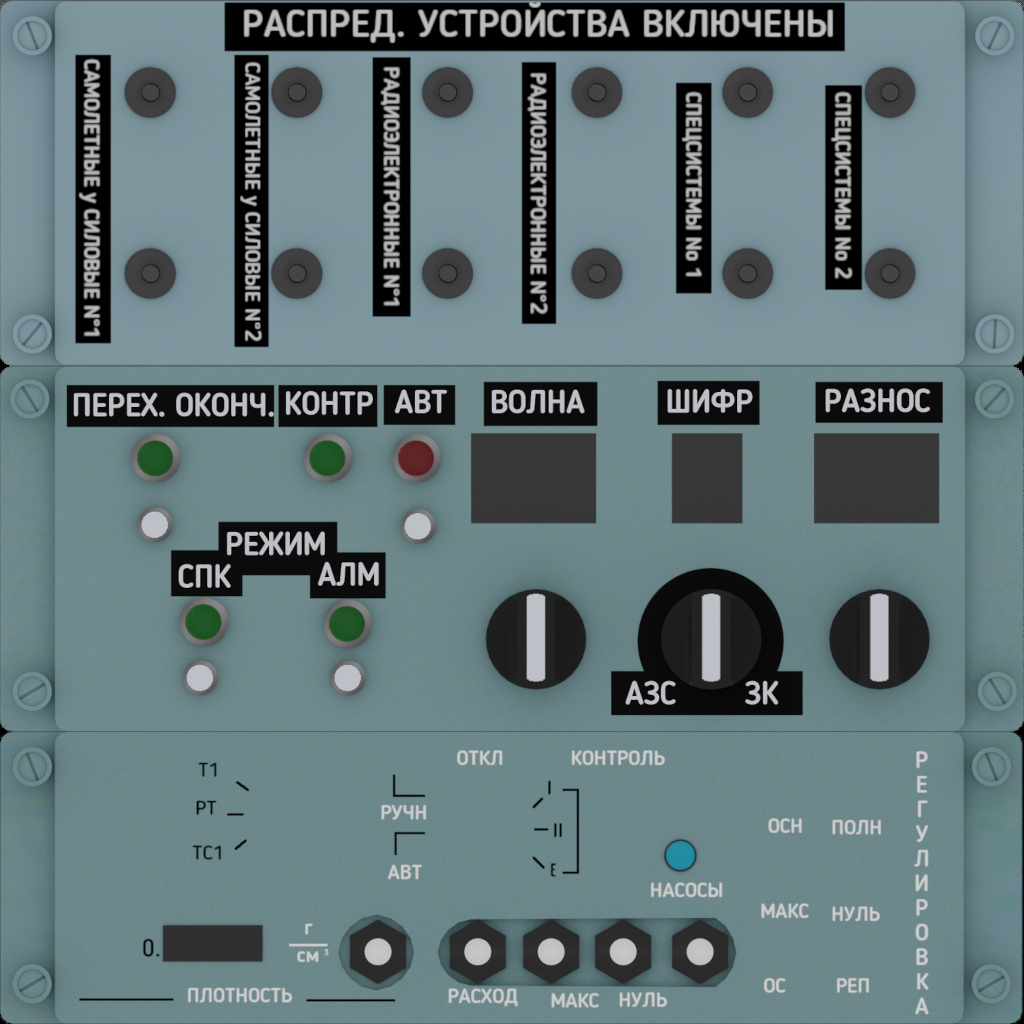 РАСПРЕД. УСТРОЙСТВА ВКЛЮЧЕНЫ
САМОЛЕТНЫЕ у СИЛОВЫЕ N°1
САМОЛЕТНЫЕ у СИЛОВЫЕ N°2
РАДИОЭЛЕКТРОННЫЕ N°1
РАДИОЭЛЕКТРОННЫЕ N°2
СПЕЦСИСТЕМЫ No 1
СПЕЦСИСТЕМЫ No 2
ПЕРЕХ. ОКОНЧ.
КОНТР
АВТ
ВОЛНА
ШИФР
РАЗНОС
РЕЖИМ
СПК
АЛМ
АЗС
ЗК
Т1
РТ
ТС1
РУЧН
АВТ
ОТКЛ
КОНТРОЛЬ
I
II
Е
НАСОСЫ
ОСН
ПОЛН
МАКС
НУЛЬ
ОС
РЕП
РЕГУЛИРОВКА
0.
Г
СМ³
ПЛОТНОСТЬ
РАСХОД
МАКС
НУЛЬ